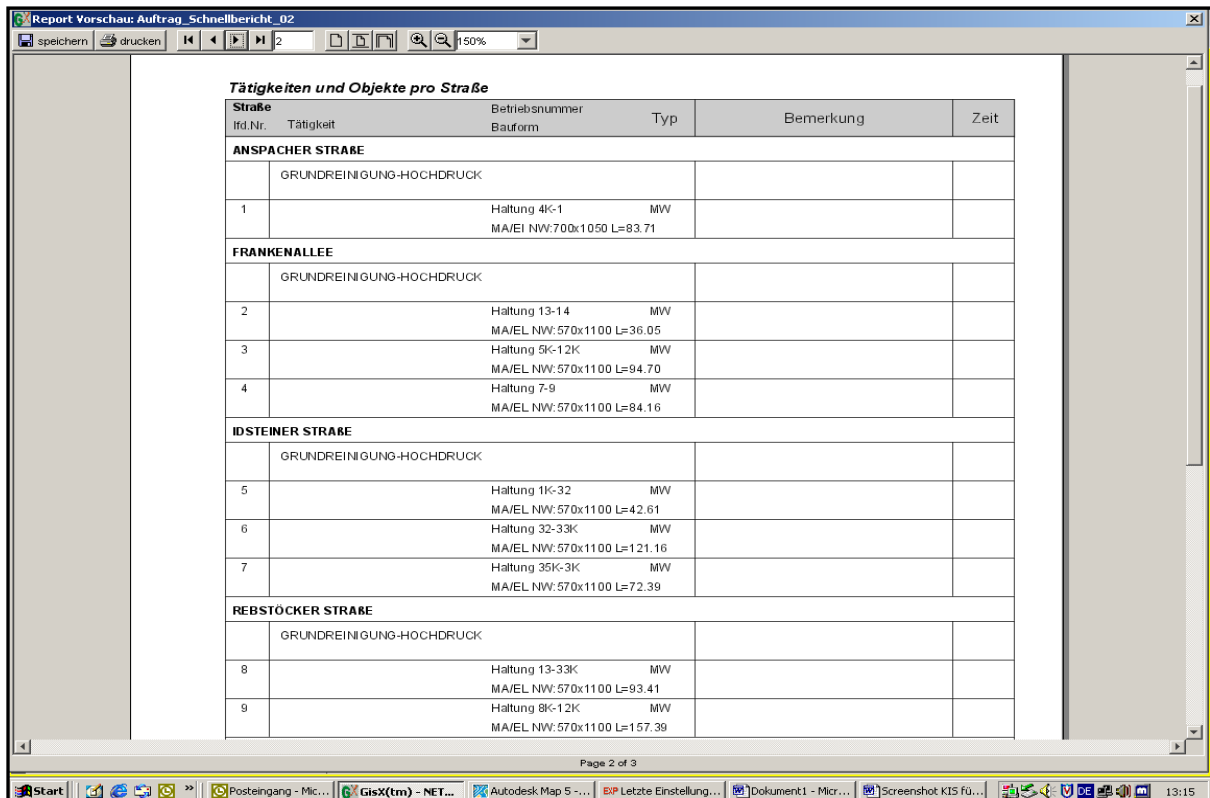 Report Vorschau: Auftrag_Schnellbericht_02
speichern drucken 2 150%
Tätigkeiten und Objekte pro Straße
Straße Betriebsnummer Typ Bemerkung Zeit
lfd.Nr. Tätigkeit Bauform
ANSPACHER STRAßE
GRUNDREINIGUNG-HOCHDRUCK
1 Haltung 4K-1 MW
MA/EI NW:700x1050 L=83.71
FRANKENALLEE
GRUNDREINIGUNG-HOCHDRUCK
2 Haltung 13-14 MW
MA/EL NW:570x1100 L=36.05
3 Haltung 5K-12K MW
MA/EL NW:570x1100 L=94.70
4 Haltung 7-9 MW
MA/EL NW:570x1100 L=84.16
IDSTEINER STRAßE
GRUNDREINIGUNG-HOCHDRUCK
5 Haltung 1K-32 MW
MA/EL NW:570x1100 L=42.61
6 Haltung 32-33K MW
MA/EL NW:570x1100 L=121.16
7 Haltung 35K-3K MW
MA/EL NW:570x1100 L=72.39
REBSTÖCKER STRAßE
GRUNDREINIGUNG-HOCHDRUCK
8 Haltung 13-33K MW
MA/EL NW:570x1100 L=93.41
9 Haltung 8K-12K MW
MA/EL NW:570x1100 L=157.39
Page 2 of 3
Start » Posteingang - Mic... GisX(tm) - NET... Autodesk Map 5 -... EXP Letzte Einstellung... Dokument1 - Micr... Screenshot KIS fü... DE 13:15